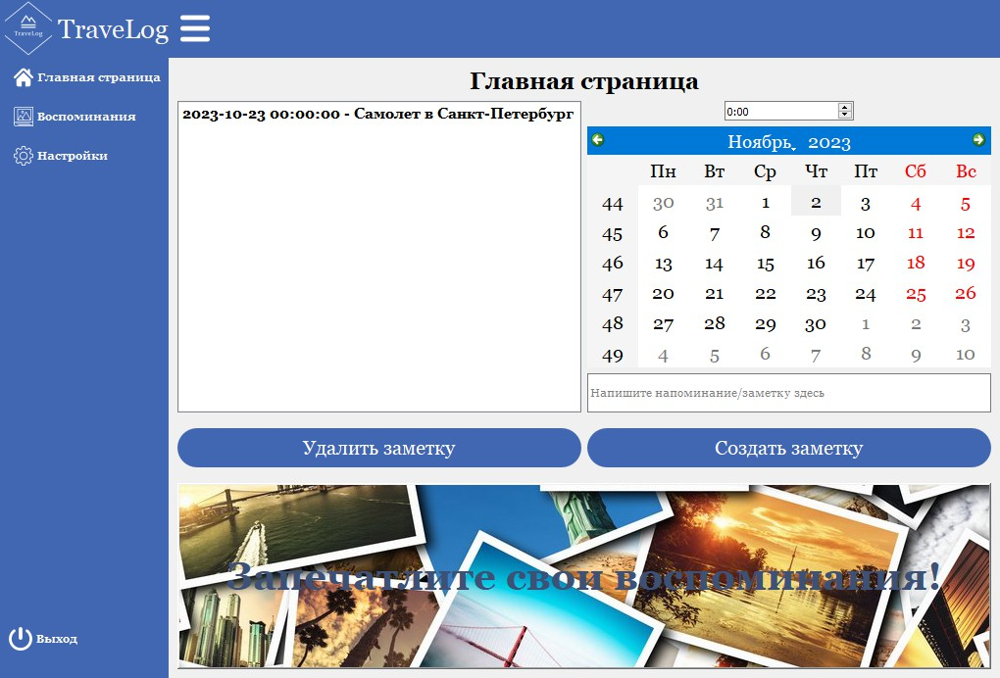 TraveLog
TraveLog
Главная страница
Воспоминания
Настройки
Выход
Главная страница
2023-10-23 00:00:00 - Самолет в Санкт-Петербург
0:00
Ноябрь, 2023
Пн Вт Ср Чт Пт Сб Вс
44 30 31 1 2 3 4 5
45 6 7 8 9 10 11 12
46 13 14 15 16 17 18 19
47 20 21 22 23 24 25 26
48 27 28 29 30 1 2 3
49 4 5 6 7 8 9 10
Напишите напоминание/заметку здесь
Удалить заметку
Создать заметку
Запечатлите свои воспоминания!